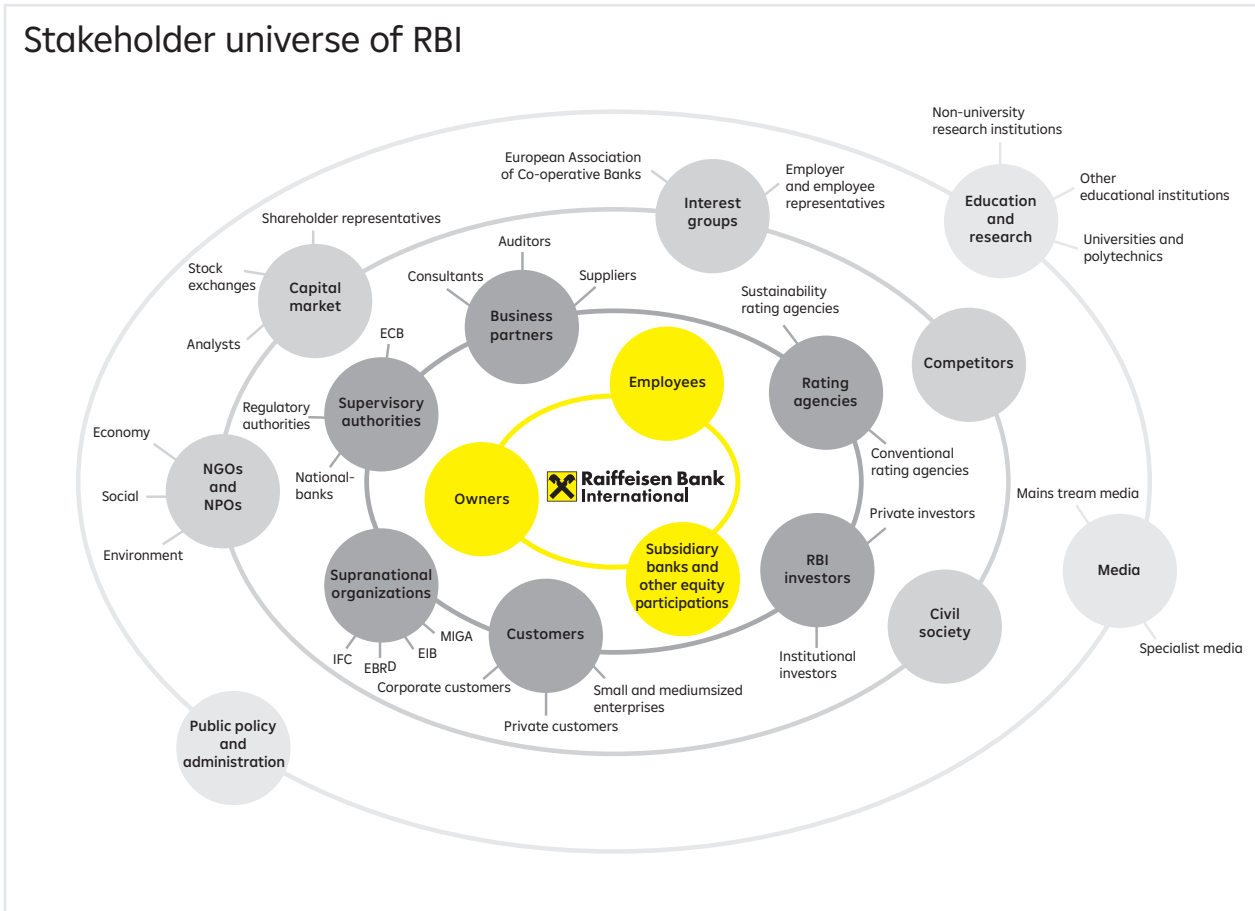 Stakeholder universe of RBI
Non-university
research institutions
Other
educational institutions
Universities and
polytechnics
Education
and
research
European Association
of Co-operative Banks
Employer
and employee
representatives
Interest
groups
Shareholder representatives
Stock
exchanges
Analysts
Capital
market
Auditors
Consultants
Suppliers
Business
partners
Sustainability
rating agencies
Conventional
rating agencies
Rating
agencies
Competitors
ECB
Regulatory
authorities
National-
banks
Supervisory
authorities
Employees
Owners
Raiffeisen Bank
International
Subsidiary
banks and
other equity
participations
Economy
Social
Environment
NGOs
and
NPOs
Mains tream media
Specialist media
Media
Private investors
Institutional
investors
RBI
investors
Civil
society
Supranational
organizations
IFC
EBRD
EIB
MIGA
Customers
Corporate customers
Private customers
Small and mediumsized
enterprises
Public policy
and
administration